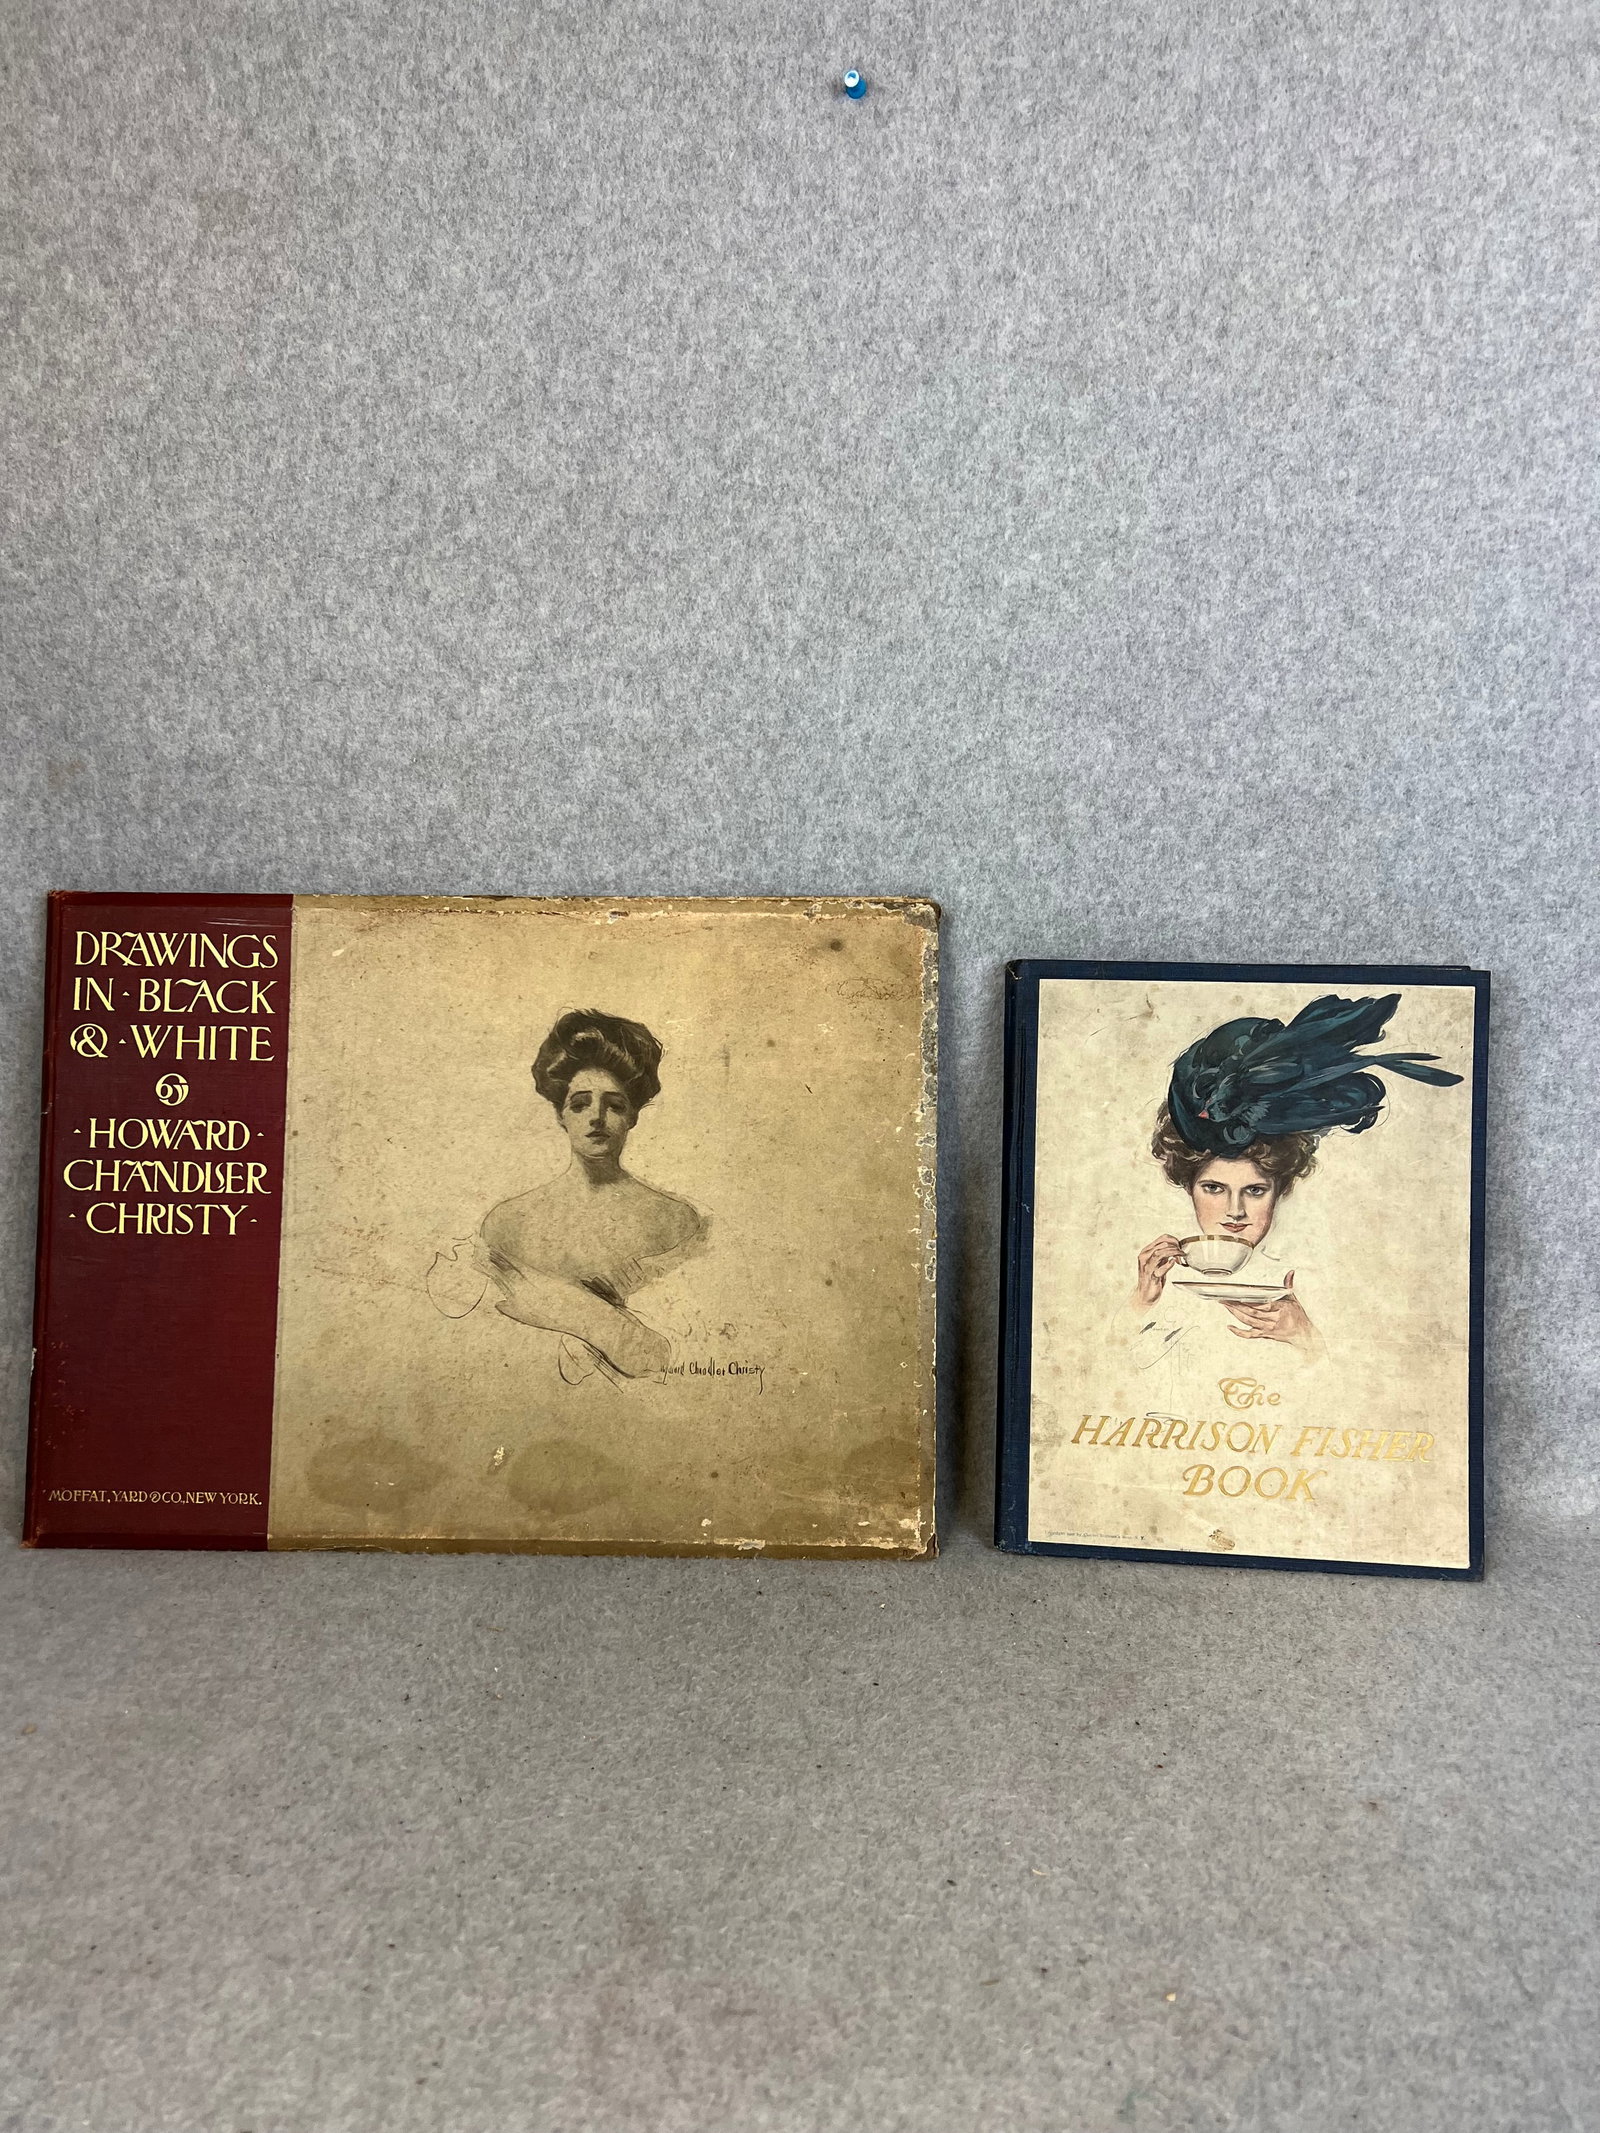 DRAWINGS
IN · BLACK
& · WHITE
BY
· HOWARD ·
CHANDLER
· CHRISTY ·
MOFFAT, YARD & CO., NEW YORK.
Howard Chandler Christy
The
HARRISON FISHER
BOOK